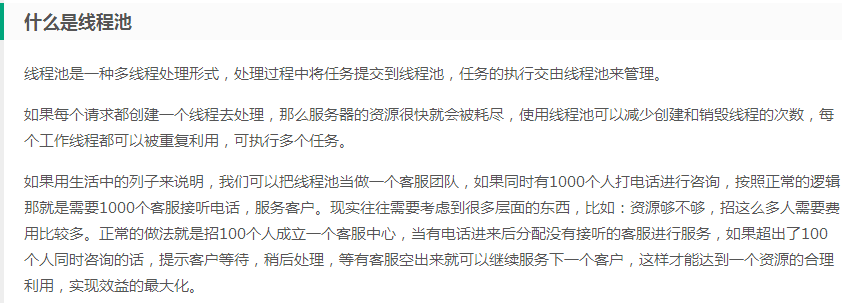 什么是线程池
线程池是一种多线程处理形式，处理过程中将任务提交到线程池，任务的执行交由线程池来管理。
如果每个请求都创建一个线程去处理，那么服务器的资源很快就会被耗尽，使用线程池可以减少创建和销毁线程的次数，每
个工作线程都可以被重复利用，可执行多个任务。
如果用生活中的列子来说明，我们可以把线程池当做一个客服团队，如果同时有1000个人打电话进行咨询，按照正常的逻辑
那就是需要1000个客服接听电话，服务客户。现实往往需要考虑到很多层面的东西，比如：资源够不够，招这么多人需要费
用比较多。正常的做法就是招100个人成立一个客服中心，当有电话进来后分配没有接听的客服进行服务，如果超出了100
个人同时咨询的话，提示客户等待，稍后处理，等有客服空出来就可以继续服务下一个客户，这样才能达到一个资源的合理
利用，实现效益的最大化。